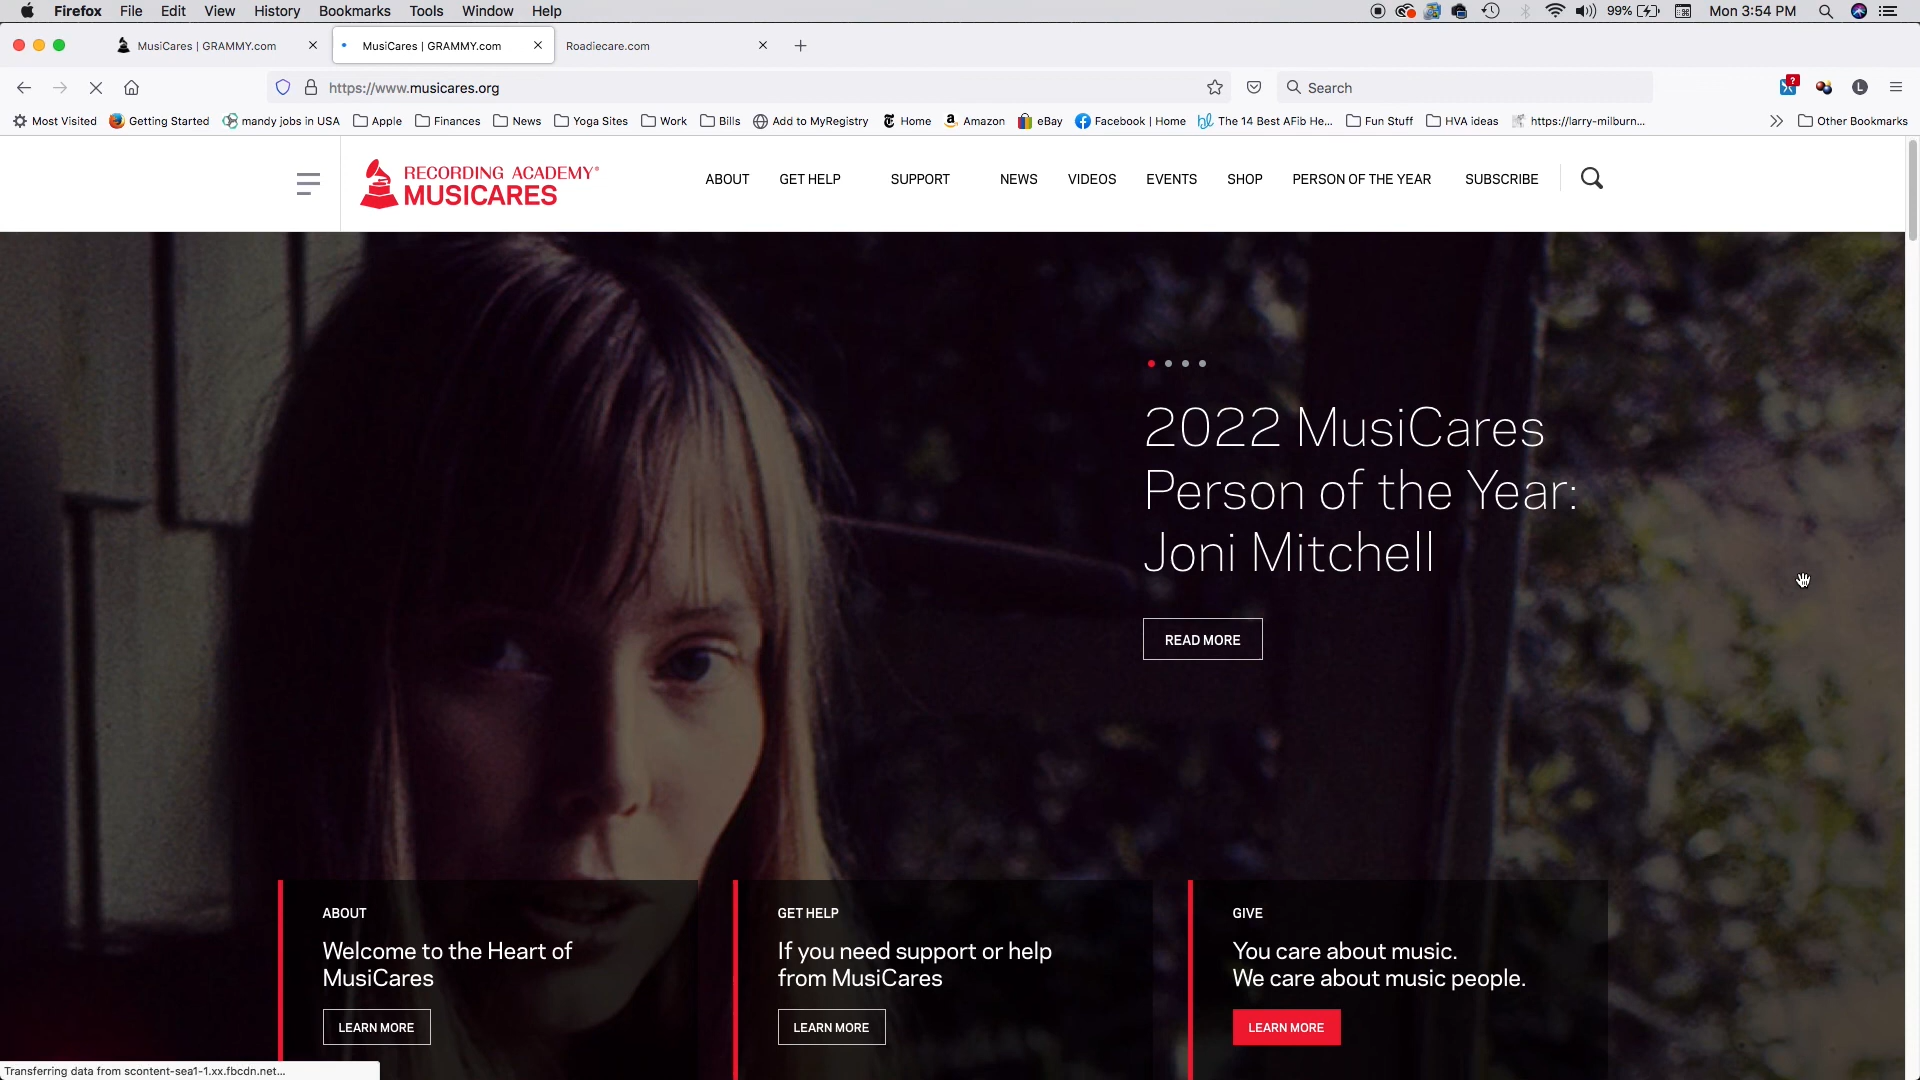 Firefox File Edit View History Bookmarks Tools Window Help 99% Mon 3:54 PM
MusiCares | GRAMMY.com MusiCares | GRAMMY.com Roadiecare.com
https://www.musicares.org Search ? L
Most Visited Getting Started mandy jobs in USA Apple Finances News Yoga Sites Work Bills Add to MyRegistry Home Amazon eBay Facebook | Home The 14 Best AFib He... Fun Stuff HVA ideas https://larry-milburn... Other Bookmarks
RECORDING ACADEMY®
MUSICARES
ABOUT GET HELP SUPPORT NEWS VIDEOS EVENTS SHOP PERSON OF THE YEAR SUBSCRIBE
2022 MusiCares
Person of the Year:
Joni Mitchell
READ MORE
ABOUT
Welcome to the Heart of
MusiCares
LEARN MORE
GET HELP
If you need support or help
from MusiCares
LEARN MORE
GIVE
You care about music.
We care about music people.
LEARN MORE
Transferring data from scontent-sea1-1.xx.fbcdn.net...